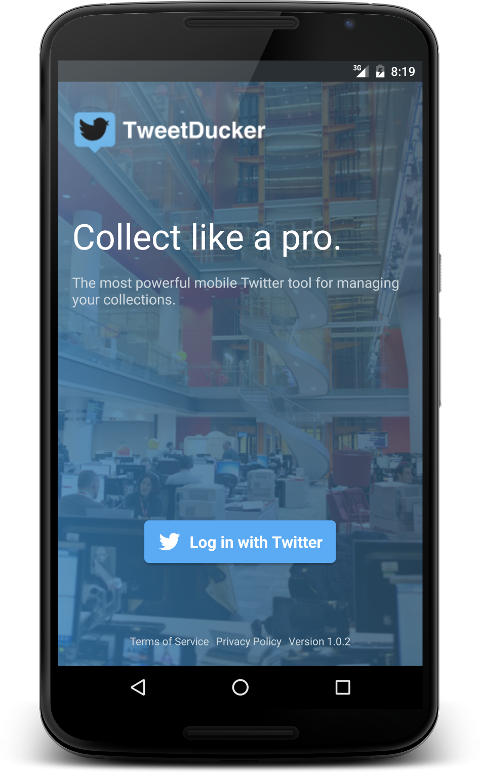 3G 8:19
TweetDucker
Collect like a pro.
The most powerful mobile Twitter tool for managing
your collections.
Log in with Twitter
Terms of Service Privacy Policy Version 1.0.2